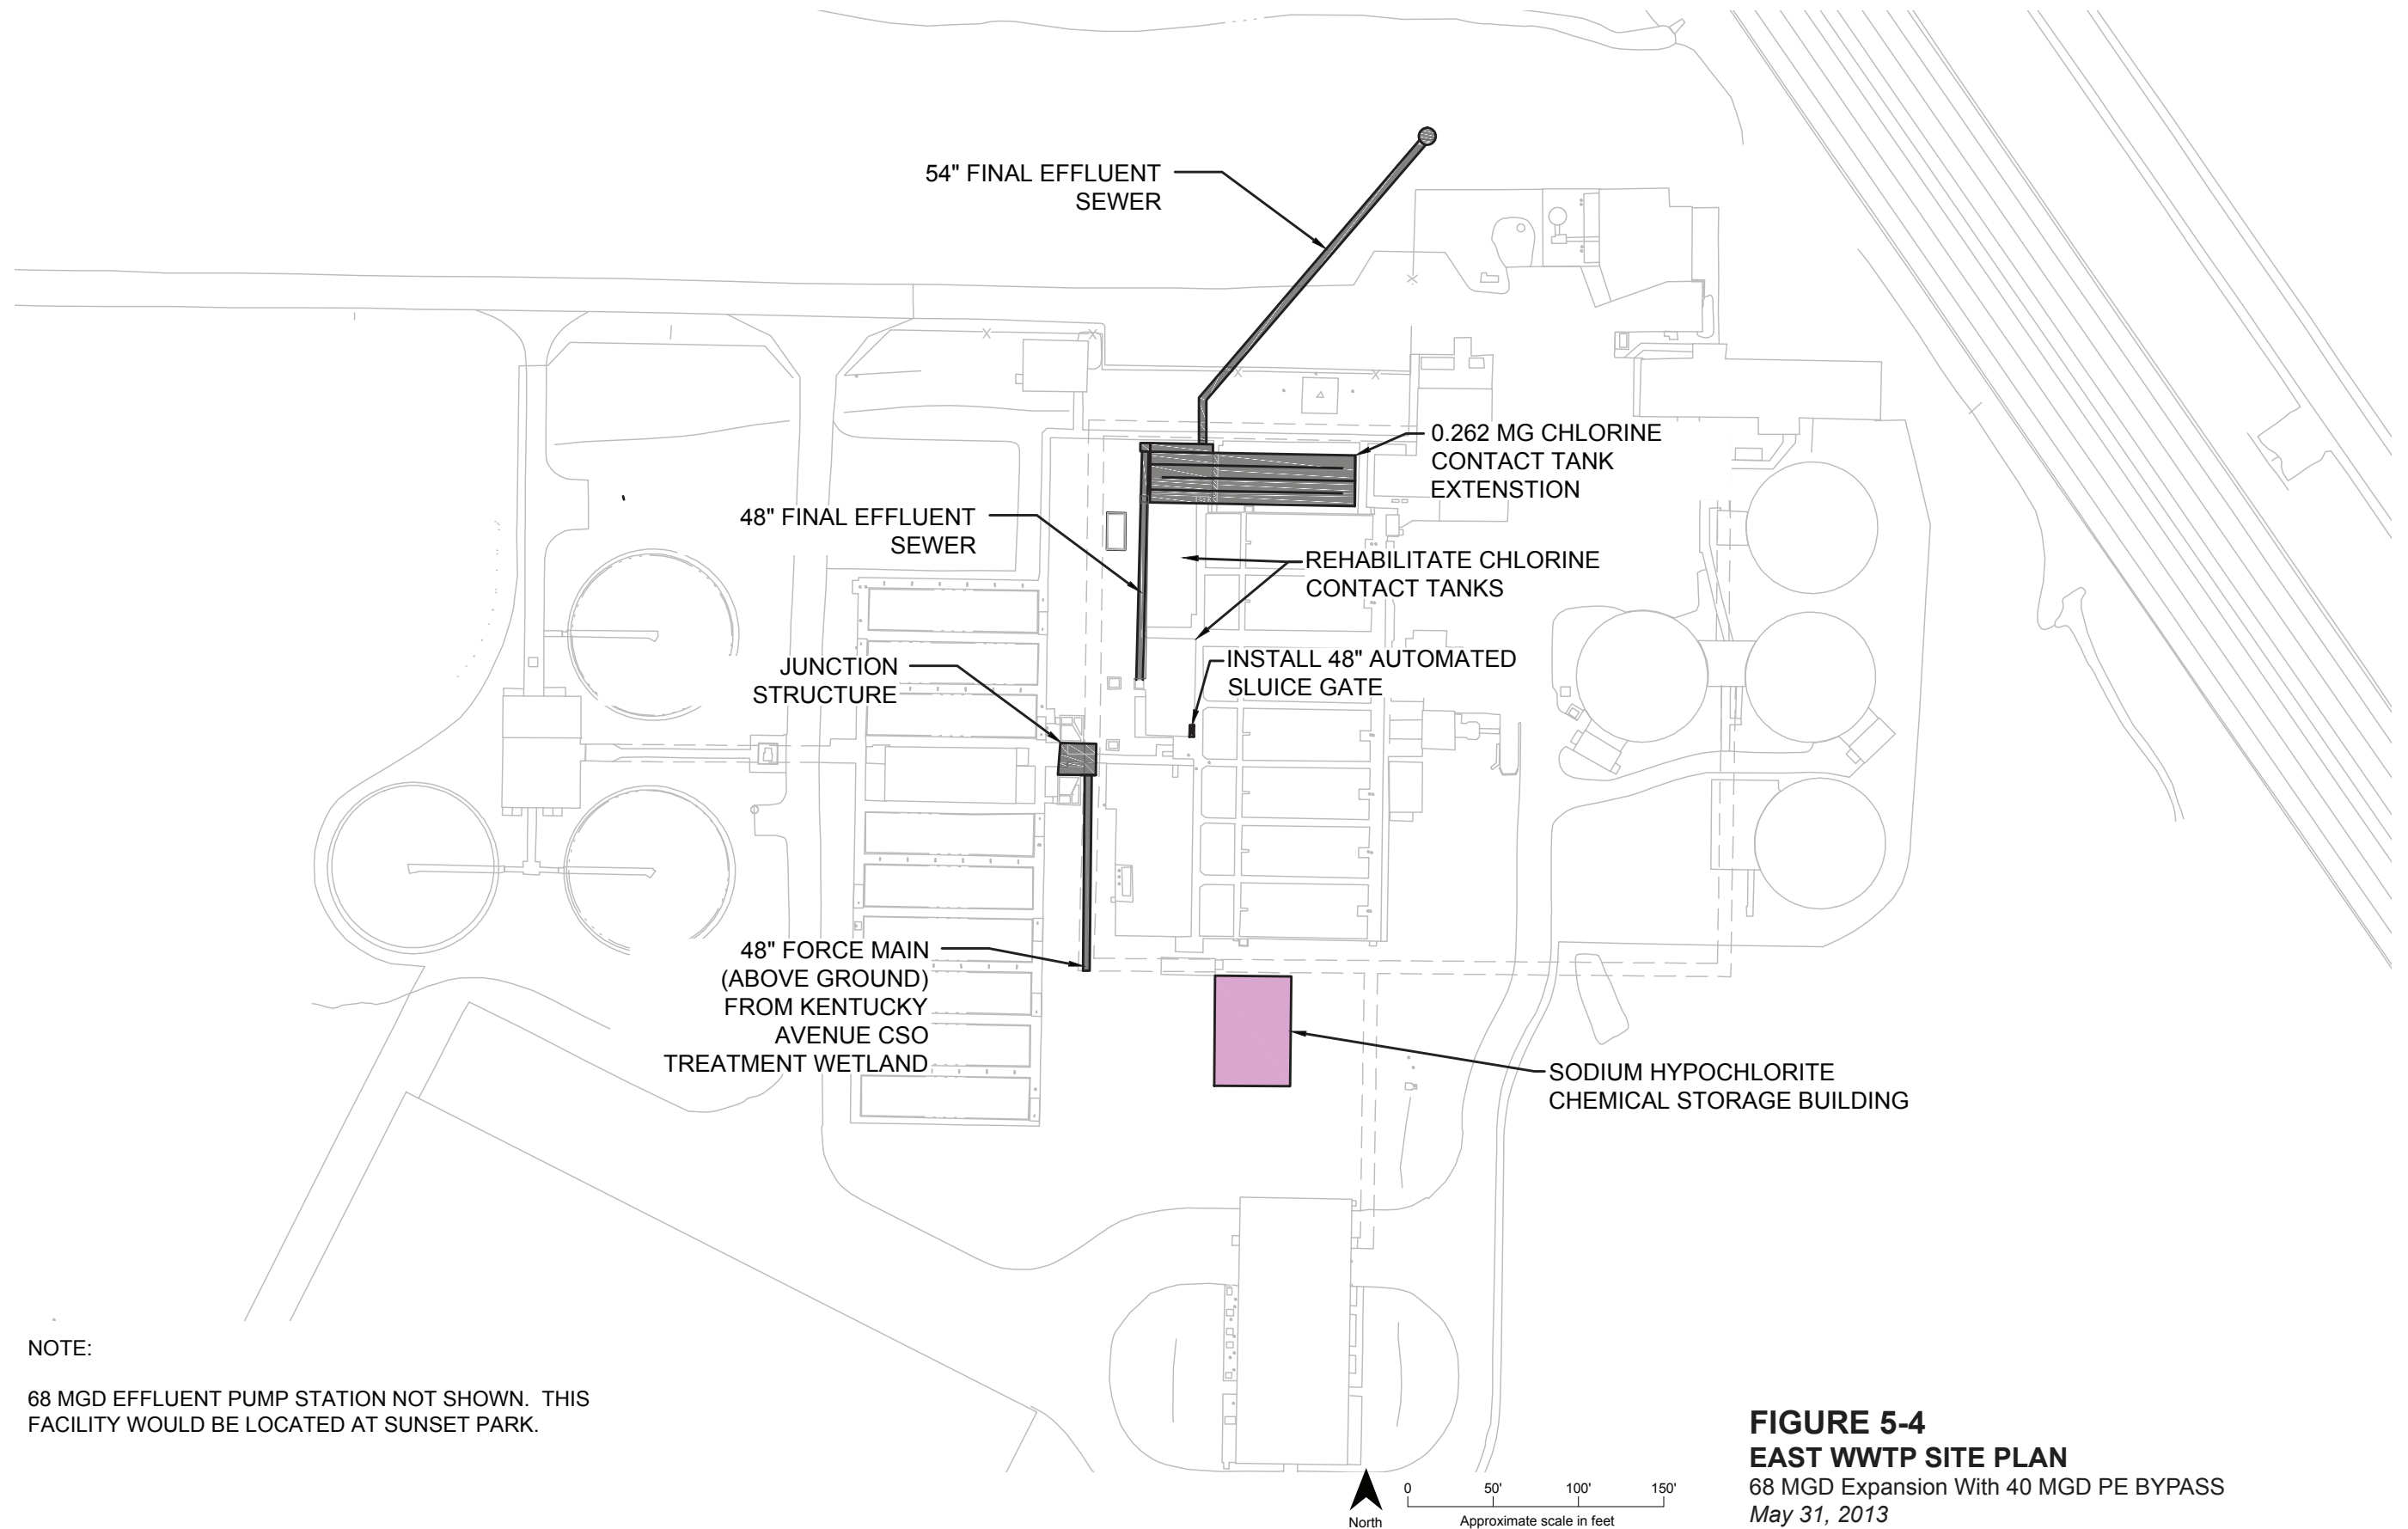 54" FINAL EFFLUENT
SEWER
0.262 MG CHLORINE
CONTACT TANK
EXTENSTION
48" FINAL EFFLUENT
SEWER
REHABILITATE CHLORINE
CONTACT TANKS
JUNCTION
STRUCTURE
INSTALL 48" AUTOMATED
SLUICE GATE
48" FORCE MAIN
(ABOVE GROUND)
FROM KENTUCKY
AVENUE CSO
TREATMENT WETLAND
SODIUM HYPOCHLORITE
CHEMICAL STORAGE BUILDING
NOTE:
68 MGD EFFLUENT PUMP STATION NOT SHOWN. THIS
FACILITY WOULD BE LOCATED AT SUNSET PARK.
North
0 50' 100' 150'
Approximate scale in feet
FIGURE 5-4
EAST WWTP SITE PLAN
68 MGD Expansion With 40 MGD PE BYPASS
May 31, 2013